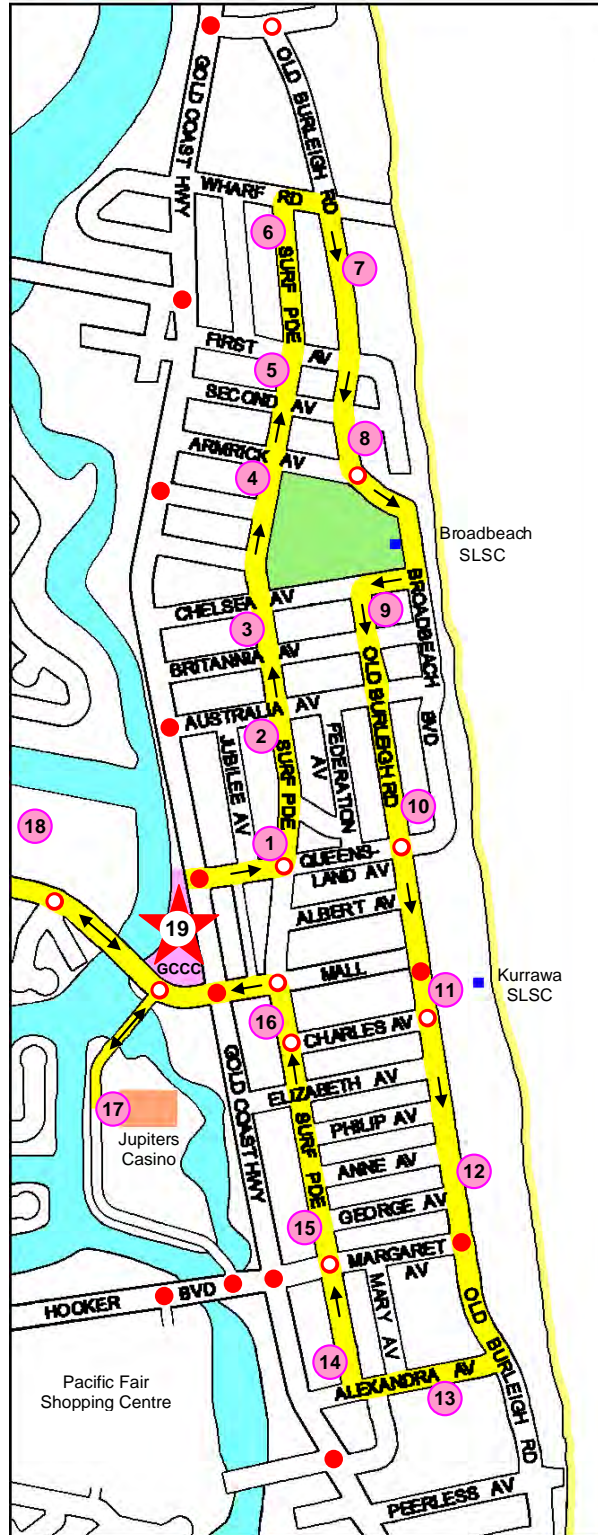 OLD BURLEIGH RD
GOLD COAST HWY
WHARF RD
6
7
SURF PDE
FIRST AV
5
SECOND AV
8
ARMRICK AV
4
Broadbeach
SLSC
BROADBEACH BVD
CHELSEA AV
9
3
BRITANNIA AV
OLD BURLEIGH RD
AUSTRALIA AV
2
JUBILEE AV
SURF PDE
FEDERATION
AV
10
18
1
QUEENS-
LAND AV
ALBERT AV
19
GCCC
MALL
11
Kurrawa
SLSC
16
CHARLES AV
GOLD COAST HWY
ELIZABETH AV
17
PHILIP AV
Jupiters
Casino
SURF PDE
ANNE AV
12
GEORGE AV
15
MARGARET
AV
HOOKER BVD
MARY AV
OLD BURLEIGH RD
14
Pacific Fair
Shopping Centre
ALEXANDRA AV
13
PEERLESS AV